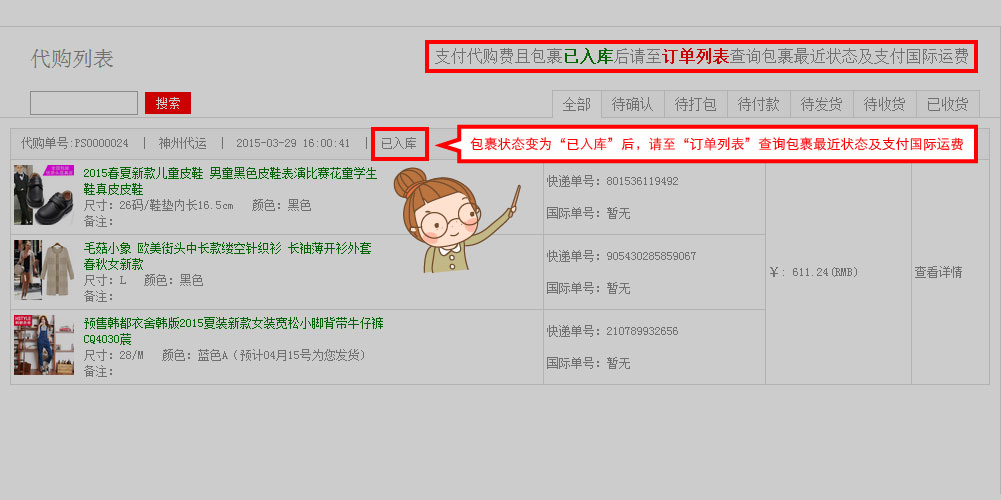 代购列表
支付代购费且包裹已入库后请至订单列表查询包裹最近状态及支付国际运费
搜索
全部 待确认 待打包 待付款 待发货 待收货 已收货
代购单号:PS0000024 | 神州代运 | 2015-03-29 16:00:41 | 已入库
包裹状态变为“已入库”后，请至“订单列表”查询包裹最近状态及支付国际运费
2015春夏新款儿童皮鞋 男童黑色皮鞋表演比赛花童学生
鞋真皮皮鞋
尺寸：26码/鞋垫内长16.5cm 颜色：黑色
备注：
快递单号：801536119492
国际单号：暂无
毛菇小象 欧美街头中长款缕空针织衫 长袖薄开衫外套
春秋女新款
尺寸：L 颜色：黑色
备注：
快递单号：905430285859067
国际单号：暂无
￥: 611.24(RMB)
查看详情
HSTYLE
预售韩都衣舍韩版2015夏装新款女装宽松小脚背带牛仔裤
CQ4030莀
尺寸：28/M 颜色：蓝色A（预计04月15号为您发货）
备注：
快递单号：210789932656
国际单号：暂无